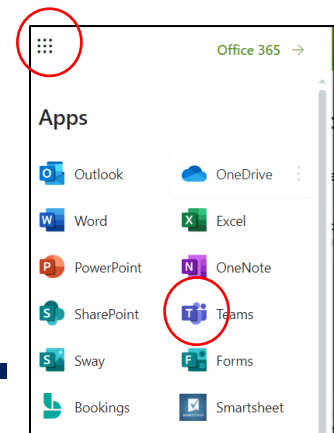 Office 365 →
Apps
Outlook OneDrive
Word Excel
PowerPoint OneNote
SharePoint Teams
Sway Forms
Bookings Smartsheet